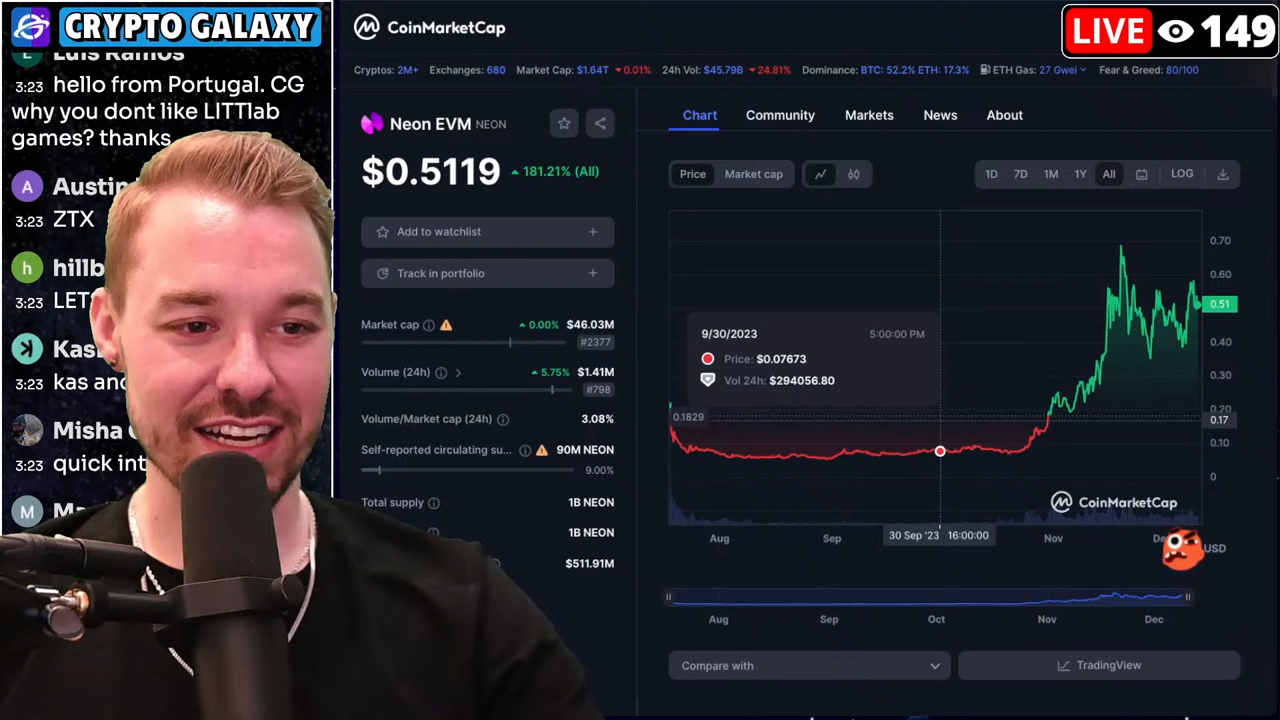 CRYPTO GALAXY
Luis Ramos
3:23 hello from Portugal. CG
why you dont like LITTlab
games? thanks
A Austin
3:23 ZTX
h hillb
3:23
Kas
3:23 kas and
Misha
3:23 quick int
M
LIVE 149
CoinMarketCap
Cryptos: 2M+ Exchanges: 680 Market Cap: $1.64T 0.01% 24h Vol: $45.79B 24.81% Dominance: BTC: 52.2% ETH: 17.3% ETH Gas: 27 Gwei Fear & Greed: 80/100
Neon EVM NEON
$0.5119 181.21% (All)
Add to watchlist +
Track in portfolio +
Market cap 0.00% $46.03M
#2377
Volume (24h) 5.75% $1.41M
#798
Volume/Market cap (24h) 3.08%
Self-reported circulating su... 90M NEON
9.00%
Total supply 1B NEON
1B NEON
$511.91M
Chart Community Markets News About
Price Market cap 1D 7D 1M 1Y All LOG
0.70
0.60
0.51
0.40
0.30
0.20
0.17
0.10
0
9/30/2023 5:00:00 PM
Price: $0.07673
Vol 24h: $294056.80
0.1829
CoinMarketCap
30 Sep '23 16:00:00
Aug Sep Nov
USD
Aug Sep Oct Nov Dec
Compare with TradingView